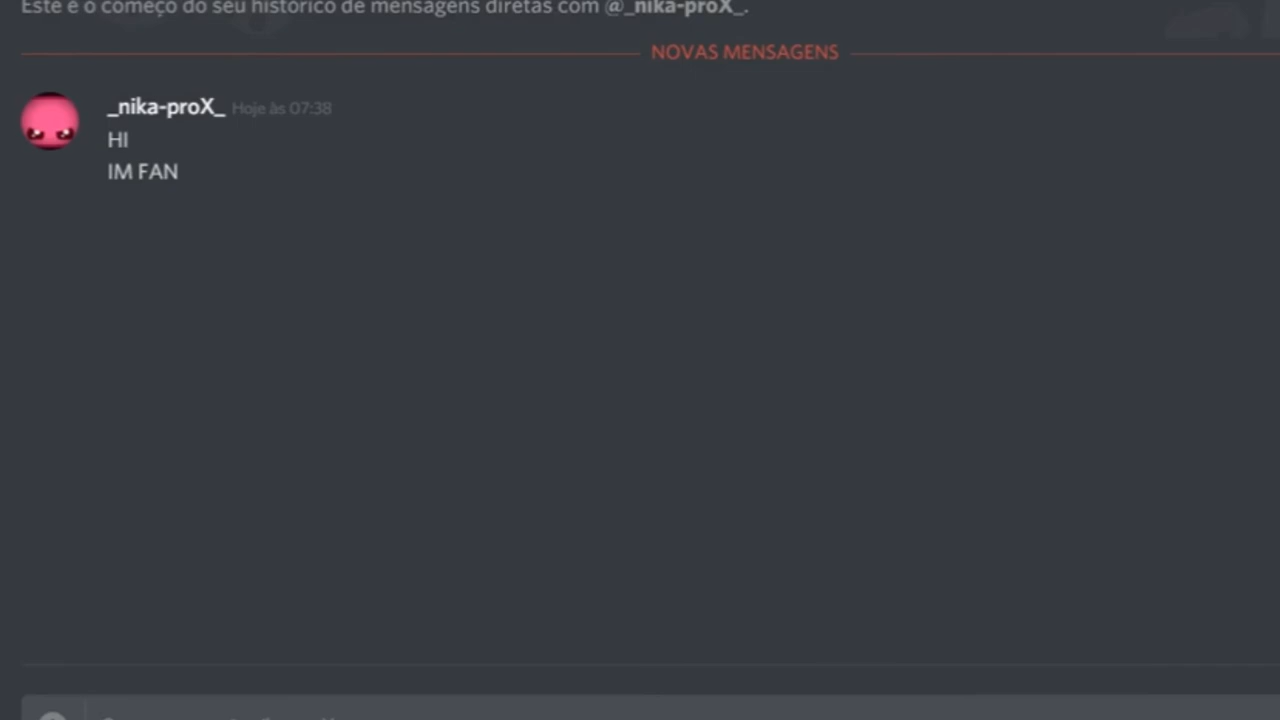 Este é o começo do seu histórico de mensagens diretas com @_nika-proX_.
NOVAS MENSAGENS
_nika-proX_ Hoje às 07:38
HI
IM FAN